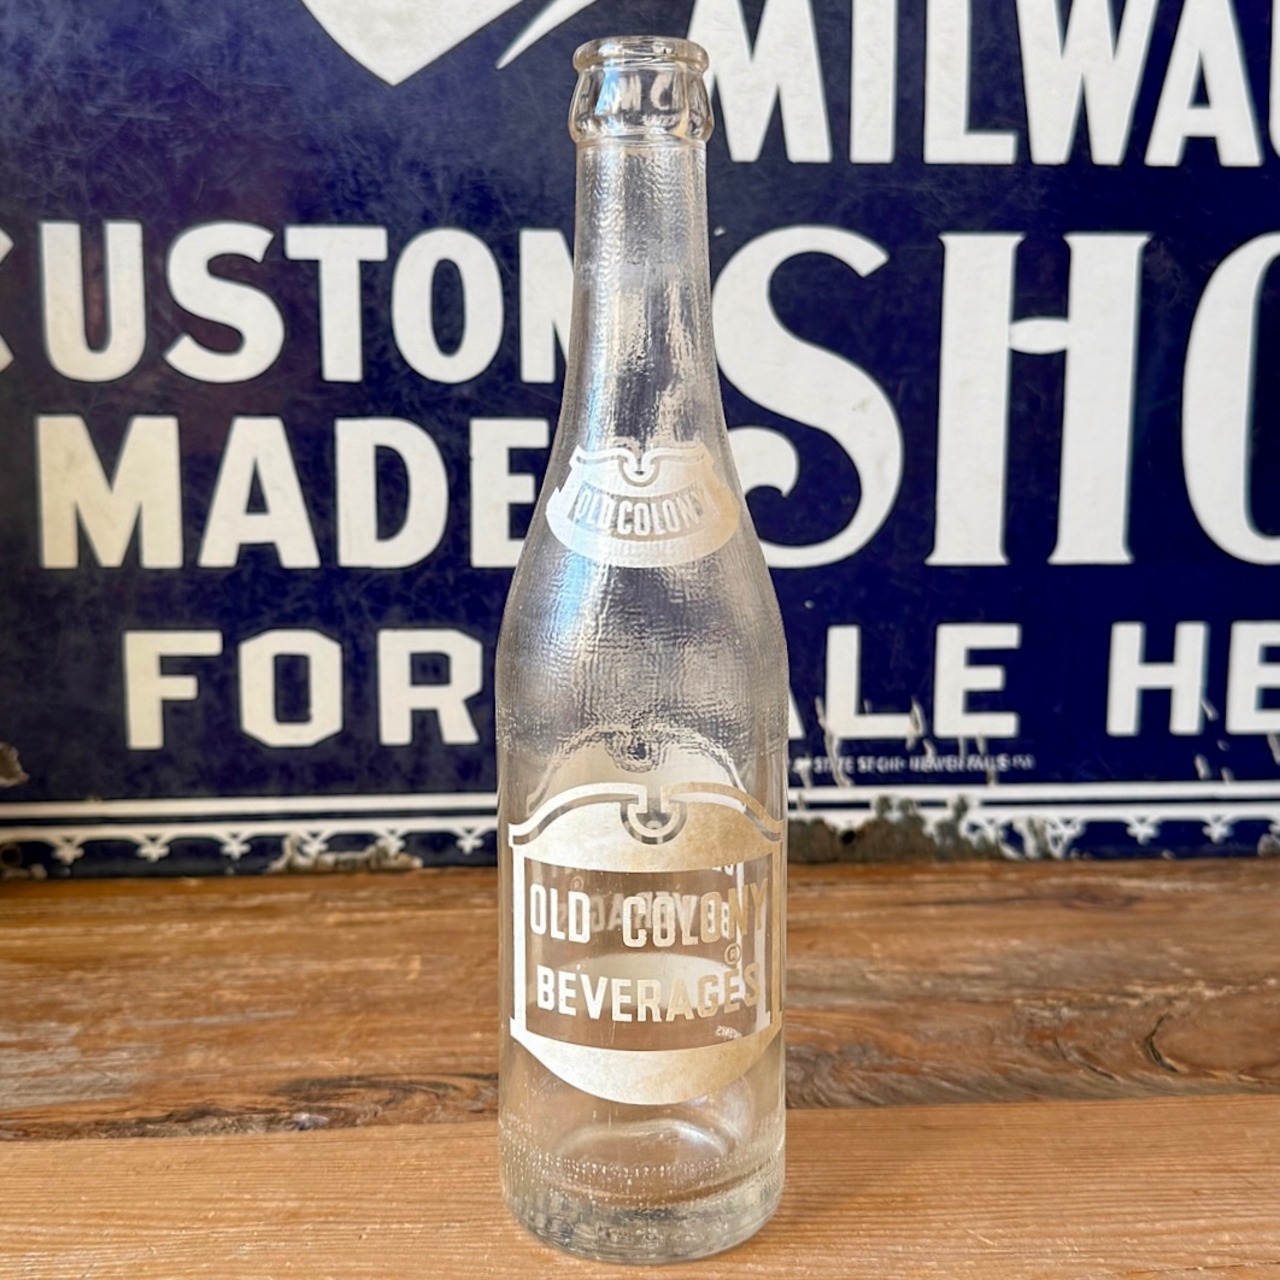 MILWAU
CUSTOM
MADE
SHO
FOR
ALE HE
OLD COLONY
OLD COLONY
BEVERAGES
®